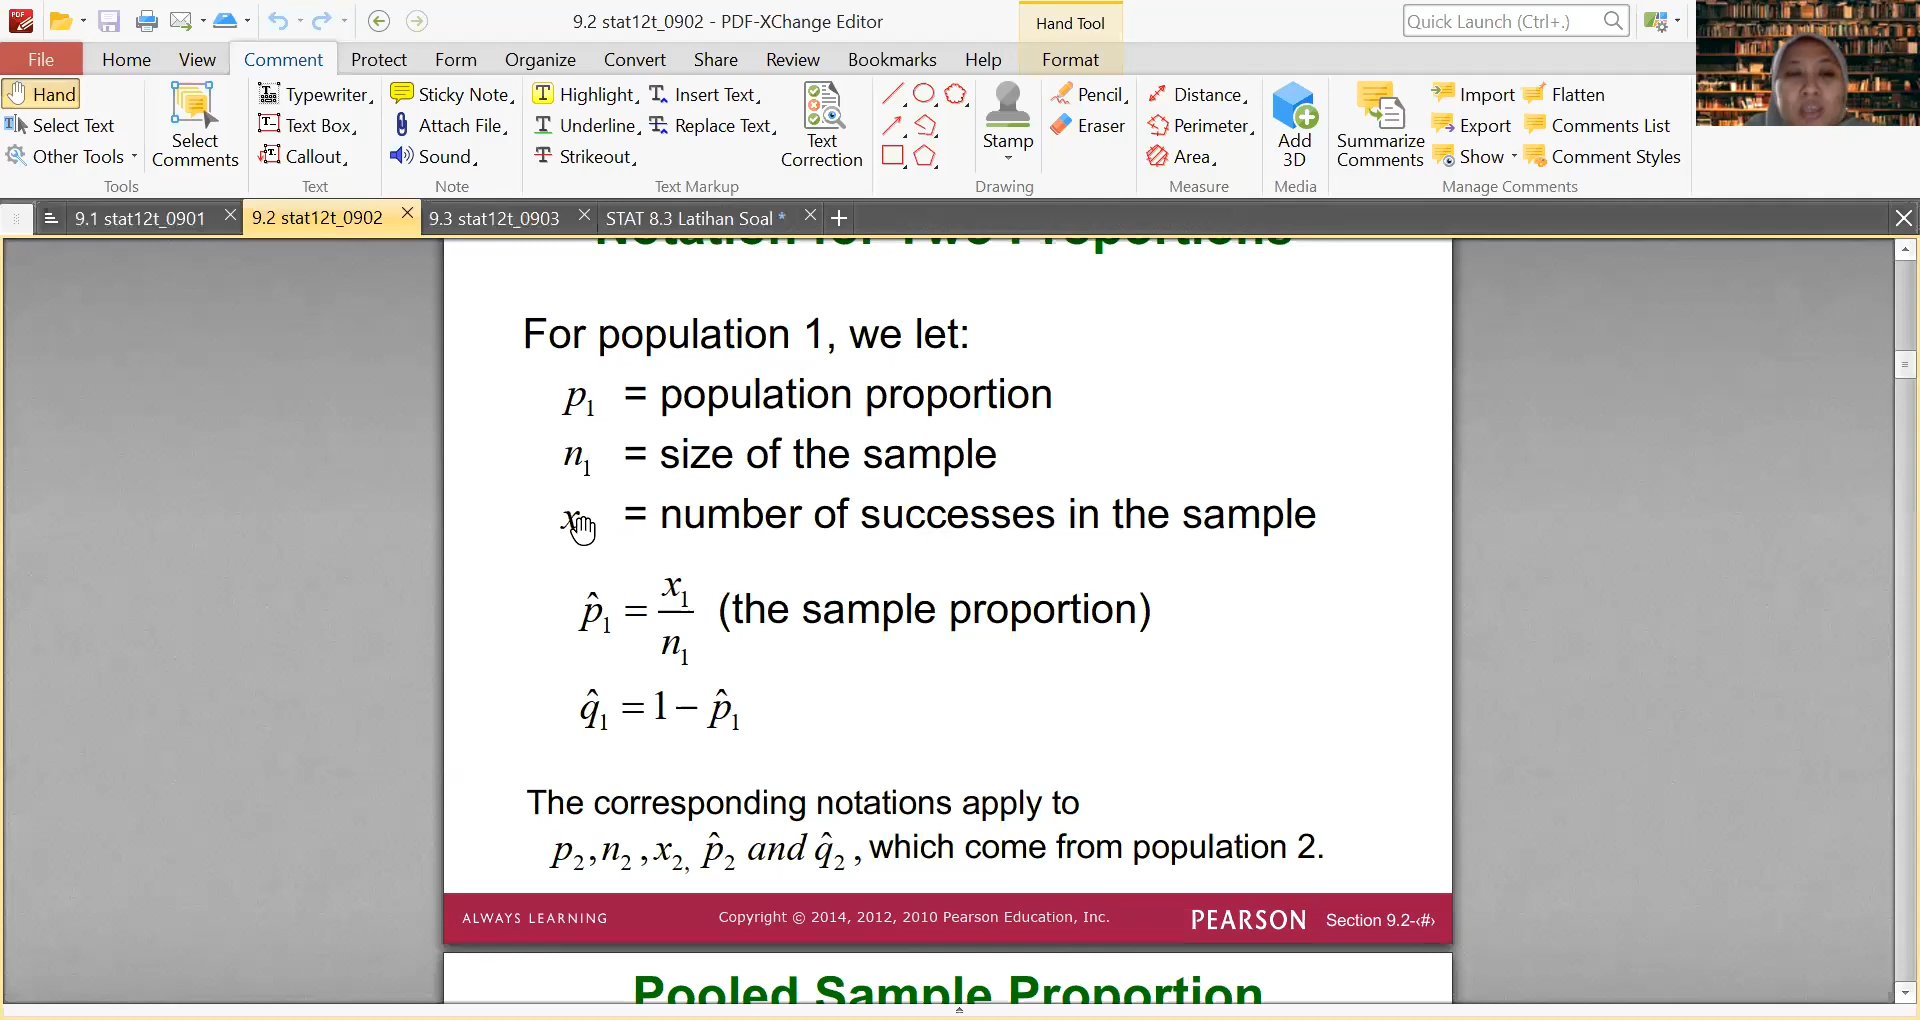 9.2 stat12t_0902 - PDF-XChange Editor
Hand Tool
Quick Launch (Ctrl+.)
File Home View Comment Protect Form Organize Convert Share Review Bookmarks Help Format
Hand
Select Text
Other Tools
Select Comments
Tools
Typewriter
Text Box
Callout
Text
Sticky Note
Attach File
Sound
Note
Highlight
Underline
Strikeout
Insert Text
Replace Text
Text Correction
Text Markup
Stamp
Pencil
Eraser
Drawing
Distance
Perimeter
Area
Measure
Add 3D
Media
Summarize Comments
Import
Export
Show
Flatten
Comments List
Comment Styles
Manage Comments
9.1 stat12t_0901 9.2 stat12t_0902 9.3 stat12t_0903 STAT 8.3 Latihan Soal *
Notation for Two Proportions
For population 1, we let:
p₁ = population proportion
n₁ = size of the sample
x = number of successes in the sample
p̂₁ = x₁/n₁ (the sample proportion)
q̂₁ = 1 − p̂₁
The corresponding notations apply to
p₂, n₂, x₂, p̂₂ and q̂₂, which come from population 2.
ALWAYS LEARNING Copyright © 2014, 2012, 2010 Pearson Education, Inc. PEARSON Section 9.2-‹#›
Pooled Sample Proportion